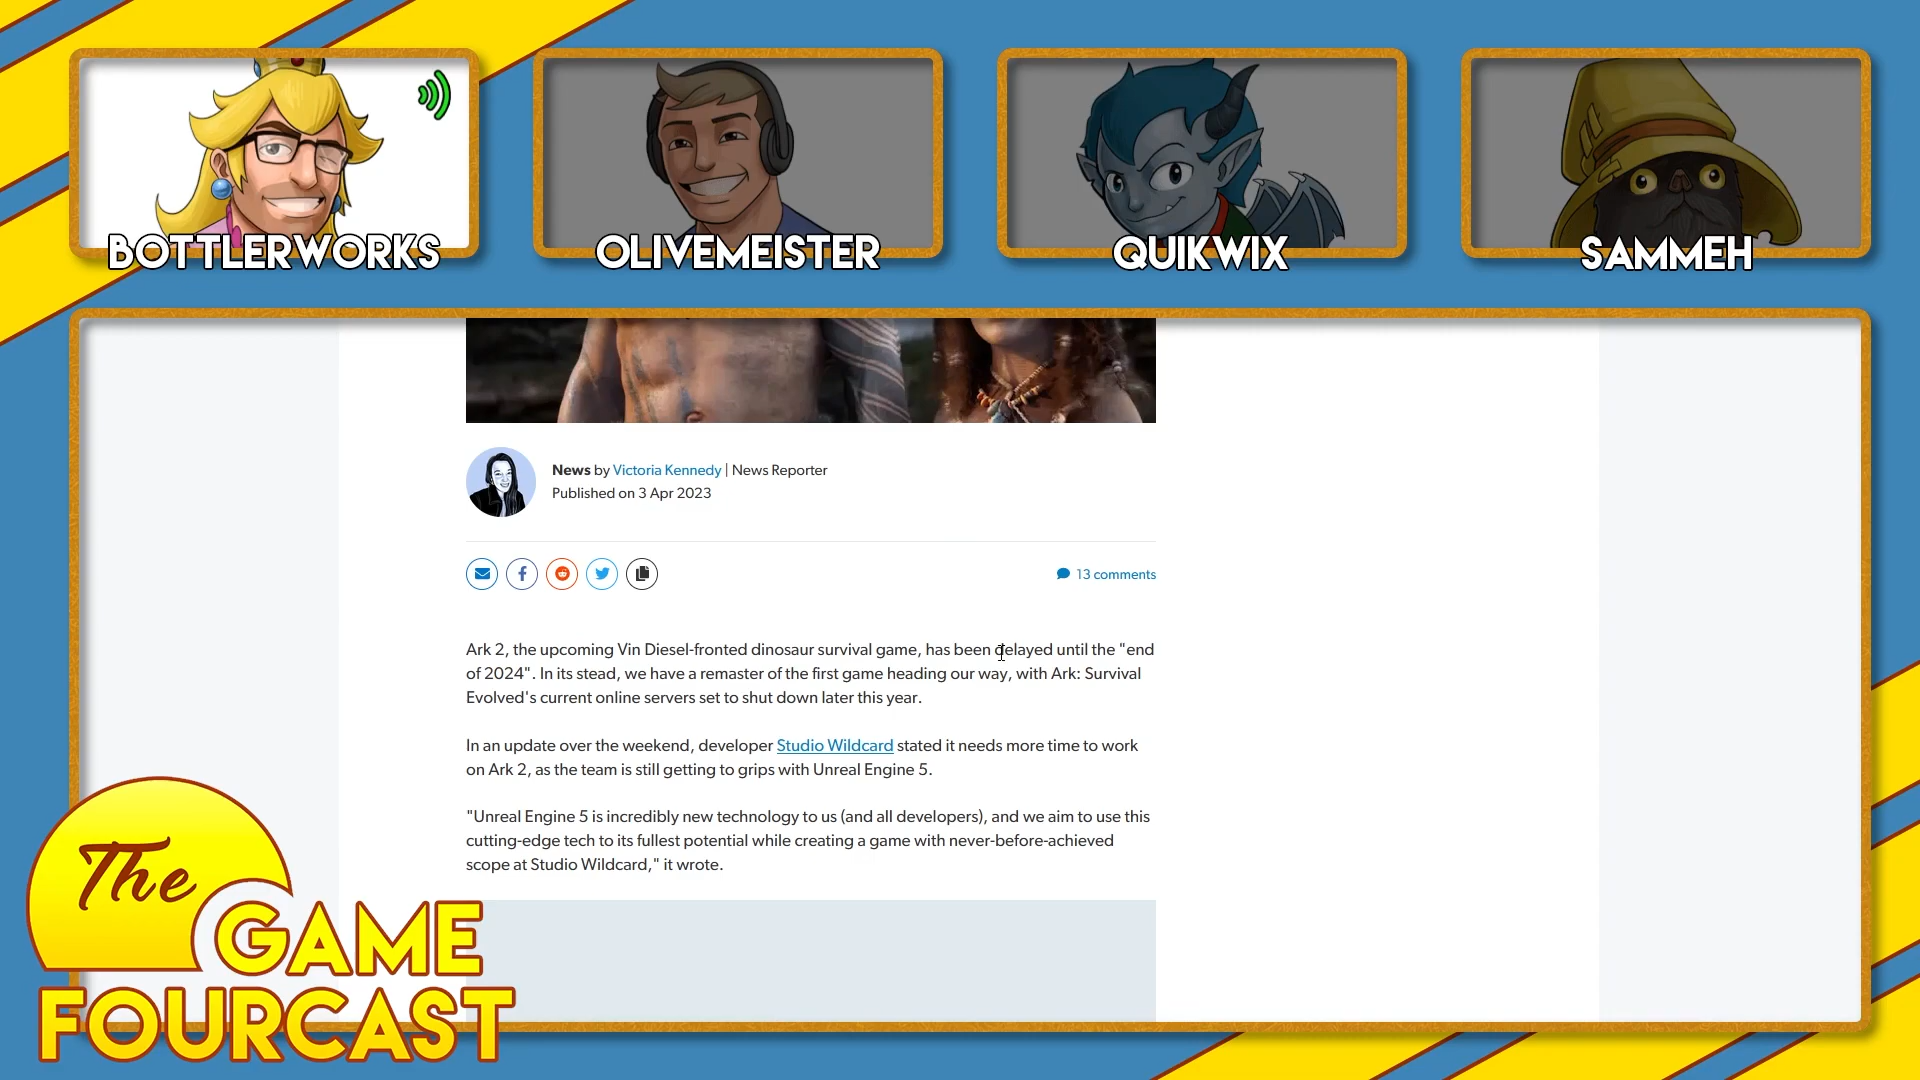 BOTTLERWORKS
OLIVEMEISTER
QUIKWIX
SAMMEH
News by Victoria Kennedy | News Reporter
Published on 3 Apr 2023
13 comments
Ark 2, the upcoming Vin Diesel-fronted dinosaur survival game, has been delayed until the "end
of 2024". In its stead, we have a remaster of the first game heading our way, with Ark: Survival
Evolved's current online servers set to shut down later this year.
In an update over the weekend, developer Studio Wildcard stated it needs more time to work
on Ark 2, as the team is still getting to grips with Unreal Engine 5.
"Unreal Engine 5 is incredibly new technology to us (and all developers), and we aim to use this
cutting-edge tech to its fullest potential while creating a game with never-before-achieved
scope at Studio Wildcard," it wrote.
The
GAME
FOURCAST